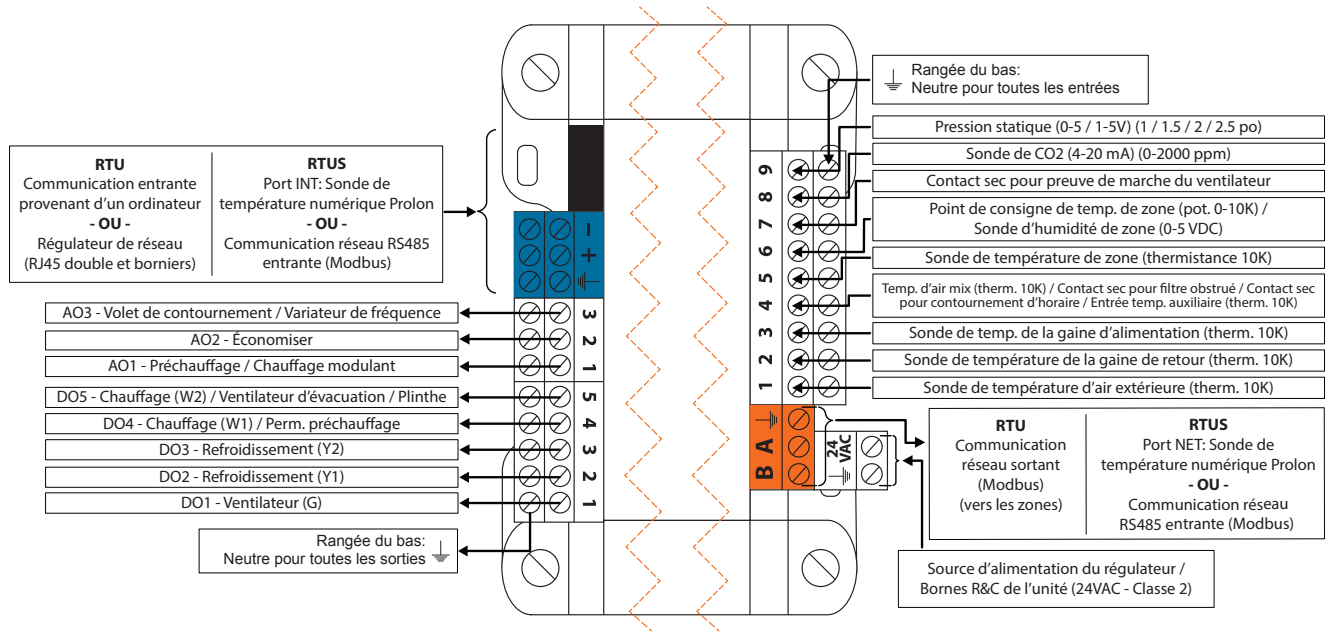 Rangée du bas:
Neutre pour toutes les entrées
Pression statique (0-5 / 1-5V) (1 / 1.5 / 2 / 2.5 po)
Sonde de CO2 (4-20 mA) (0-2000 ppm)
Contact sec pour preuve de marche du ventilateur
Point de consigne de temp. de zone (pot. 0-10K) /
Sonde d'humidité de zone (0-5 VDC)
Sonde de température de zone (thermistance 10K)
Temp. d'air mix (therm. 10K) / Contact sec pour filtre obstrué / Contact sec
pour contournement d'horaire / Entrée temp. auxiliaire (therm. 10K)
Sonde de temp. de la gaine d'alimentation (therm. 10K)
Sonde de température de la gaine de retour (therm. 10K)
Sonde de température d'air extérieure (therm. 10K)
9
8
7
6
5
4
3
2
1
A
B
24
VAC
RTU
Communication entrante
provenant d'un ordinateur
- OU -
Régulateur de réseau
(RJ45 double et borniers)
RTUS
Port INT: Sonde de
température numérique Prolon
- OU -
Communication réseau RS485
entrante (Modbus)
-
+
3
2
1
5
4
3
2
1
AO3 - Volet de contournement / Variateur de fréquence
AO2 - Économiser
AO1 - Préchauffage / Chauffage modulant
DO5 - Chauffage (W2) / Ventilateur d'évacuation / Plinthe
DO4 - Chauffage (W1) / Perm. préchauffage
DO3 - Refroidissement (Y2)
DO2 - Refroidissement (Y1)
DO1 - Ventilateur (G)
Rangée du bas:
Neutre pour toutes les sorties
RTU
Communication
réseau sortant
(Modbus)
(vers les zones)
RTUS
Port NET: Sonde de
température numérique Prolon
- OU -
Communication réseau
RS485 entrante (Modbus)
Source d'alimentation du régulateur /
Bornes R&C de l'unité (24VAC - Classe 2)